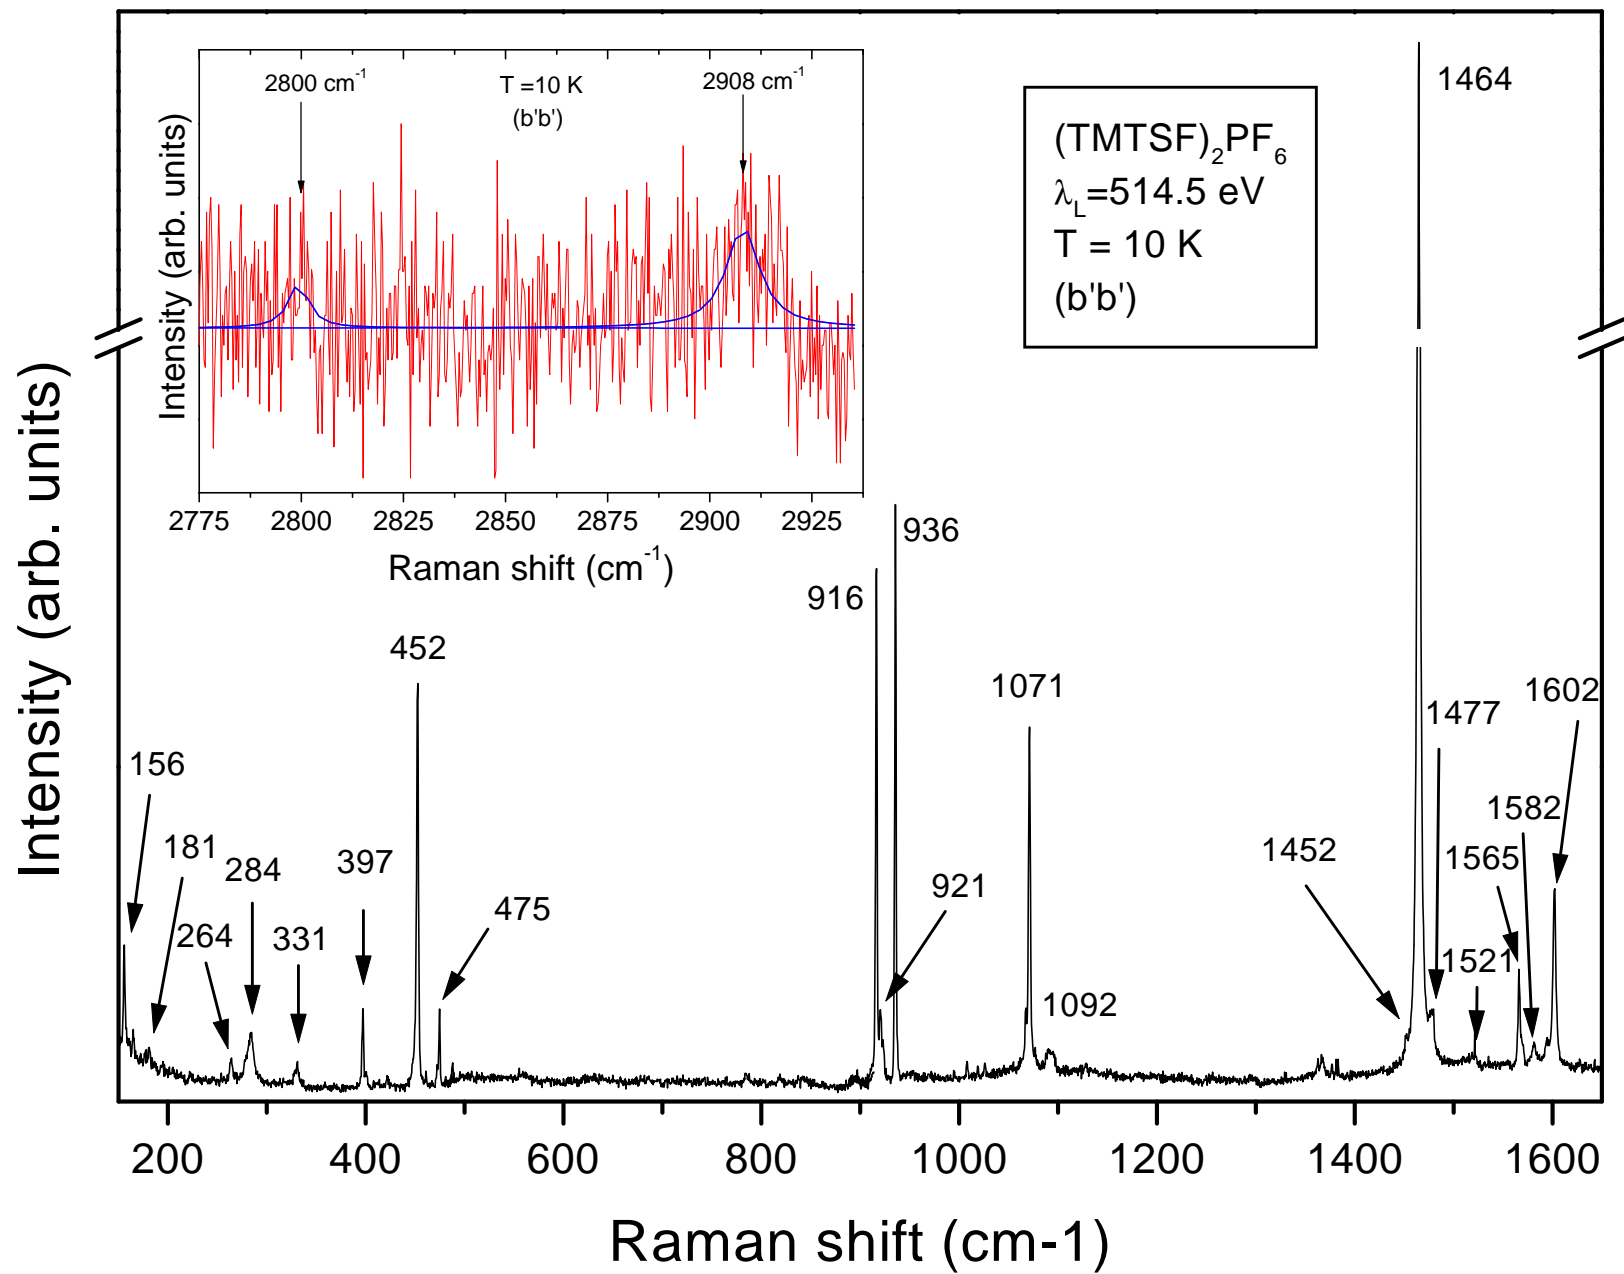 2800 cm-1
T =10 K
(b'b')
2908 cm-1
Intensity (arb. units)
2775 2800 2825 2850 2875 2900 2925
Raman shift (cm-1)
(TMTSF)2PF6
λL=514.5 eV
T = 10 K
(b'b')
1464
936
916
452
1071
1602
1477
156
1582
181
284
397
1452
1565
264
331
475
921
1521
1092
Intensity (arb. units)
200 400 600 800 1000 1200 1400 1600
Raman shift (cm-1)